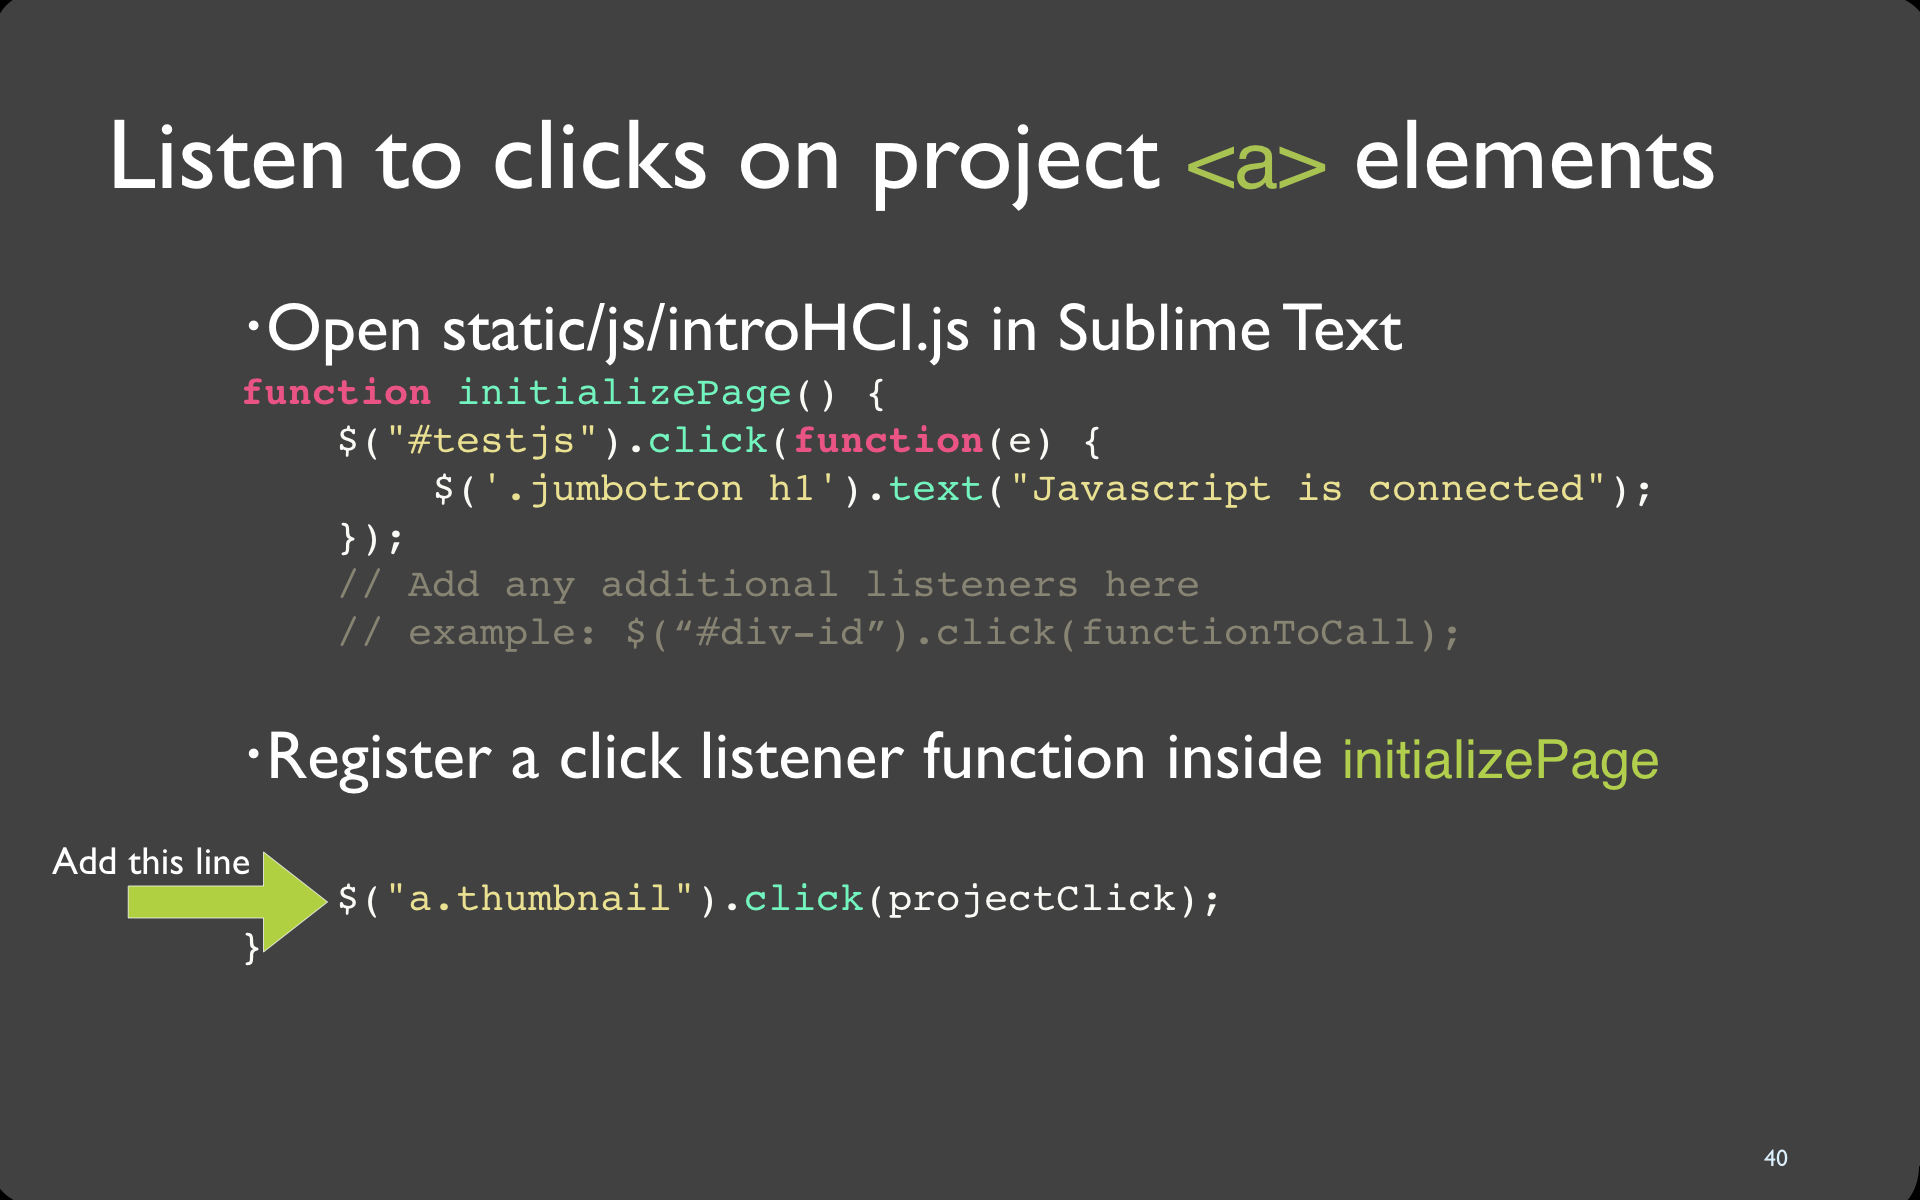 Listen to clicks on project <a> elements
·Open static/js/introHCI.js in Sublime Text
function initializePage() {
    $("#testjs").click(function(e) {
        $('.jumbotron h1').text("Javascript is connected");
    });
    // Add any additional listeners here
    // example: $(“#div-id”).click(functionToCall);
·Register a click listener function inside initializePage
Add this line
    $("a.thumbnail").click(projectClick);
}
40